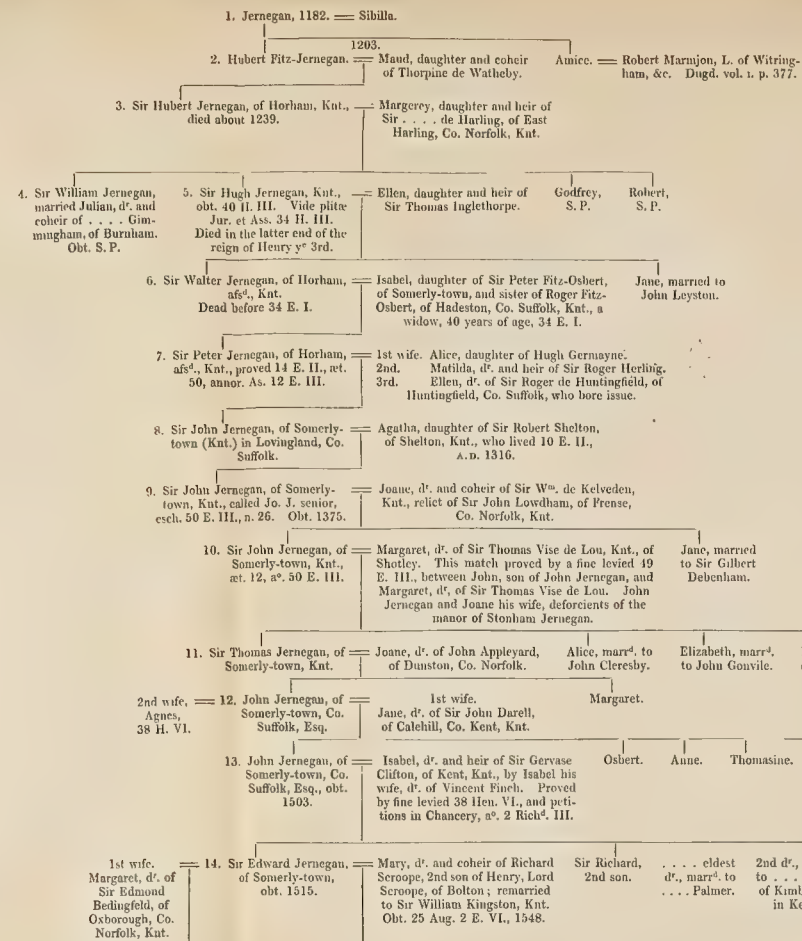 1. Jernegan, 1182. == Sibilla.
1203.
2. Hubert Fitz-Jernegan. == Maud, daughter and coheir
of Thorpine de Watheby.
Amice. == Robert Marmjon, L. of Witring-
ham, &c. Dugd. vol. 1. p. 377.
3. Sir Hubert Jernegan, of Horham, Knt.,
died about 1239.
Margerey, daughter and heir of
Sir . . . . de Harling, of East
Harling, Co. Norfolk, Knt.
4. Sir William Jernegan,
married Julian, dr. and
coheir of . . . . Gim-
mingham, of Burnham.
Obt. S. P.
5. Sir Hugh Jernegan, Knt.,
obt. 40 H. III. Vide plitæ
Jur. et Ass. 34 H. III.
Died in the latter end of the
reign of Henry ye 3rd.
== Ellen, daughter and heir of
Sir Thomas Inglethorpe.
Godfrey,
S. P.
Robert,
S. P.
6. Sir Walter Jernegan, of Horham,
afsd., Knt.
Dead before 34 E. I.
== Isabel, daughter of Sir Peter Fitz-Osbert,
of Somerly-town, and sister of Roger Fitz-
Osbert, of Hadeston, Co. Suffolk, Knt., a
widow, 40 years of age, 34 E. I.
Jane, married to
John Leyston.
7. Sir Peter Jernegan, of Horham,
afsd., Knt., proved 14 E. II., æt.
50, annor. As. 12 E. III.
== 1st wife. Alice, daughter of Hugh Germayne.
2nd. Matilda, dr. and heir of Sir Roger Herling.
3rd. Ellen, dr. of Sir Roger de Huntingfield, of
Huntingfield, Co. Suffolk, who bore issue.
8. Sir John Jernegan, of Somerly-
town (Knt.) in Lovingland, Co.
Suffolk.
== Agatha, daughter of Sir Robert Shelton,
of Shelton, Knt., who lived 10 E. II.,
A.D. 1316.
9. Sir John Jernegan, of Somerly-
town, Knt., called Jo. J. senior,
esch. 50 E. III., n. 26. Obt. 1375.
== Joane, dr. and coheir of Sir Wm. de Kelveden,
Knt., relict of Sir John Lowdham, of Frense,
Co. Norfolk, Knt.
10. Sir John Jernegan, of
Somerly-town, Knt.,
æt. 12, ao. 50 E. III.
== Margaret, dr. of Sir Thomas Vise de Lou, Knt., of
Shotley. This match proved by a fine levied 49
E. III., between John, son of John Jernegan, and
Margaret, dr, of Sir Thomas Vise de Lou. John
Jernegan and Joane his wife, deforcients of the
manor of Stonham Jernegan.
Jane, married
to Sir Gilbert
Debenham.
11. Sir Thomas Jernegan, of
Somerly-town, Knt.
== Joane, dr. of John Appleyard,
of Dunston, Co. Norfolk.
Alice, marrd. to
John Cleresby.
Elizabeth, marrd.
to John Gonvile.
2nd wife,
Agnes,
38 H. VI.
== 12. John Jernegan, of
Somerly-town, Co.
Suffolk, Esq.
== 1st wife.
Jane, dr. of Sir John Darell,
of Calehill, Co. Kent, Knt.
Margaret.
13. John Jernegan, of
Somerly-town, Co.
Suffolk, Esq., obt.
1503.
== Isabel, dr. and heir of Sir Gervase
Clifton, of Kent, Knt., by Isabel his
wife, dr. of Vincent Finch. Proved
by fine levied 38 Hen. VI., and peti-
tions in Chancery, ao. 2 Richd. III.
Osbert.
Anne.
Thomasine.
1st wife.
Margaret, dr. of
Sir Edmond
Bedingfeld, of
Oxborough, Co.
Norfolk, Knt.
== 14. Sir Edward Jernegan,
of Somerly-town,
obt. 1515.
== Mary, dr. and coheir of Richard
Scroope, 2nd son of Henry, Lord
Scroope, of Bolton; remarried
to Sir William Kingston, Knt.
Obt. 25 Aug. 2 E. VI., 1548.
Sir Richard,
2nd son.
. . . . eldest
dr., marrd. to
. . . . Palmer.
2nd dr.,
to . . .
of
in